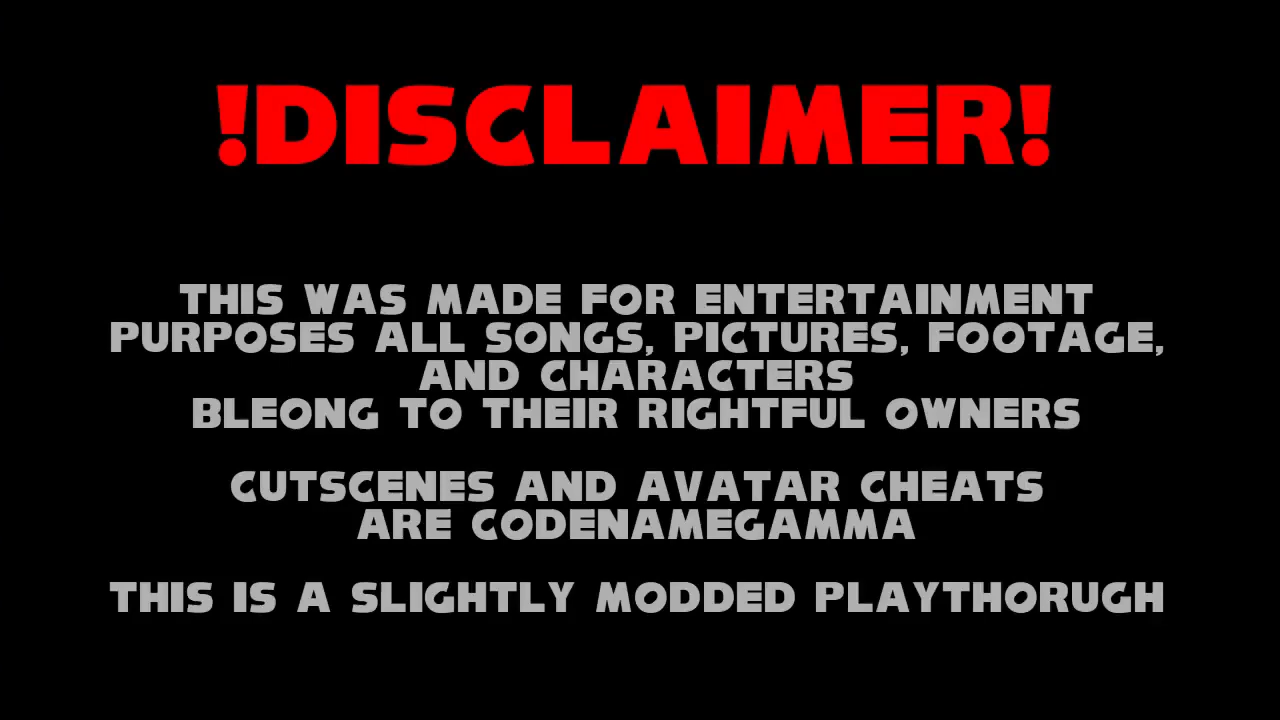 !DISCLAIMER!
THIS WAS MADE FOR ENTERTAINMENT
PURPOSES ALL SONGS, PICTURES, FOOTAGE,
AND CHARACTERS
BLEONG TO THEIR RIGHTFUL OWNERS
CUTSCENES AND AVATAR CHEATS
ARE CODENAMEGAMMA
THIS IS A SLIGHTLY MODDED PLAYTHORUGH